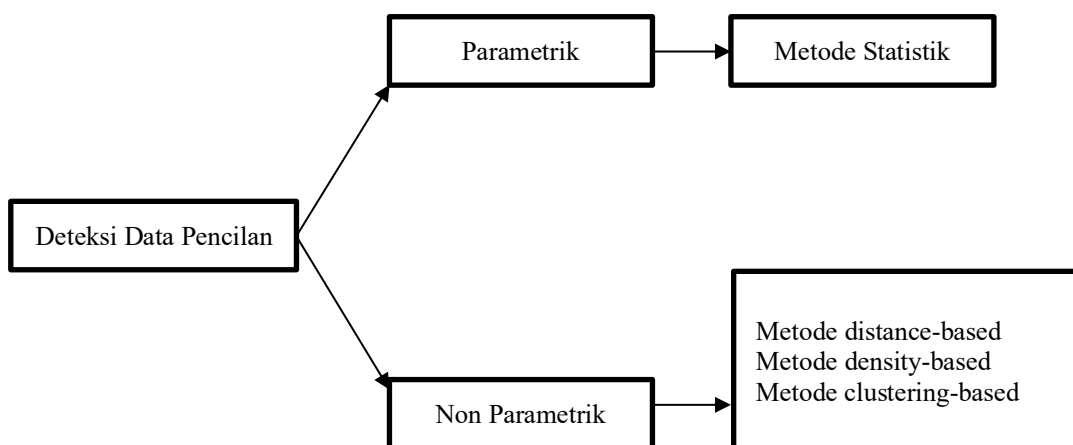 Parametrik
Metode Statistik
Deteksi Data Pencilan
Metode distance-based
Metode density-based
Metode clustering-based
Non Parametrik